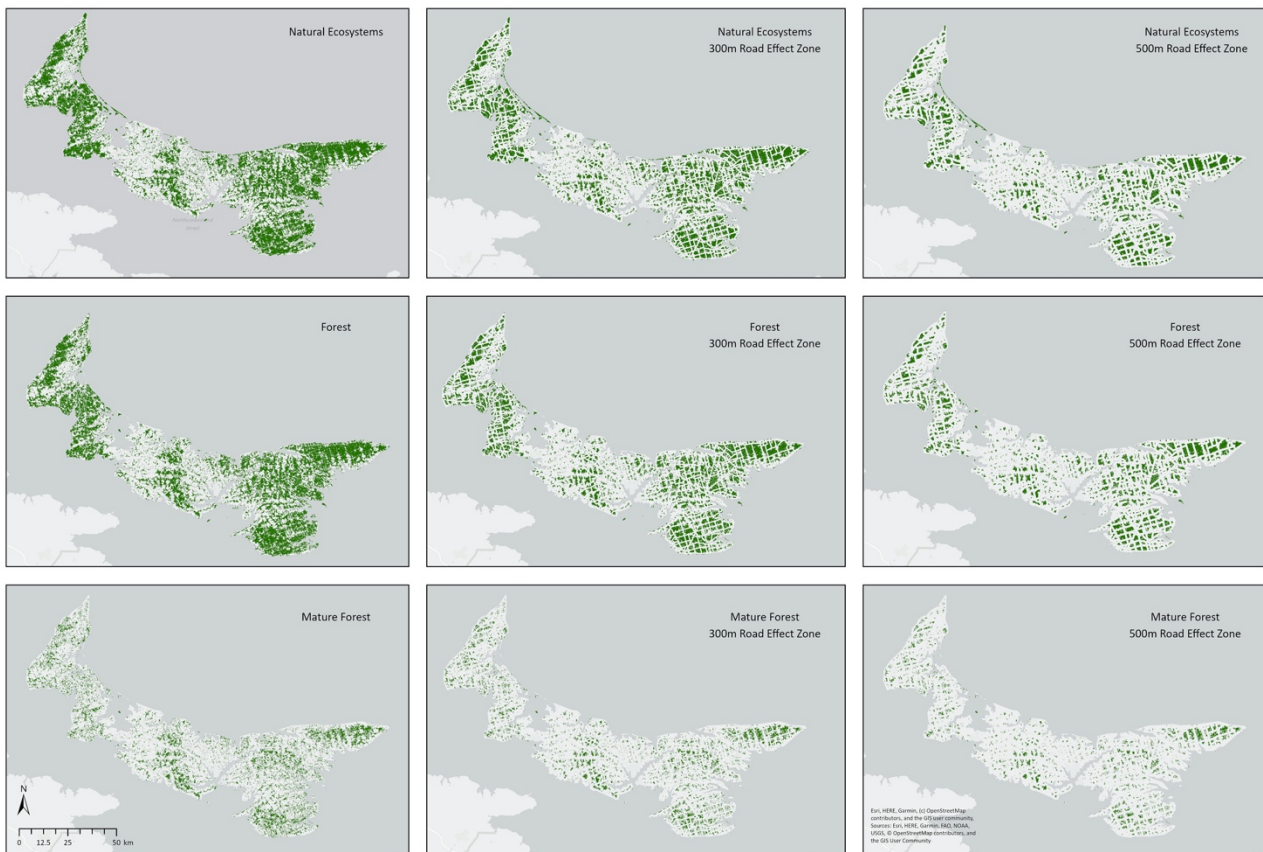 Natural Ecosystems
Natural Ecosystems
300m Road Effect Zone
Natural Ecosystems
500m Road Effect Zone
Forest
Forest
300m Road Effect Zone
Forest
500m Road Effect Zone
Mature Forest
Mature Forest
300m Road Effect Zone
Mature Forest
500m Road Effect Zone
N
0 12.5 25 50 km
Esri, HERE, Garmin, (c) OpenStreetMap
contributors, and the GIS user community,
Sources: Esri, HERE, Garmin, FAO, NOAA,
USGS, © OpenStreetMap contributors, and
the GIS User Community